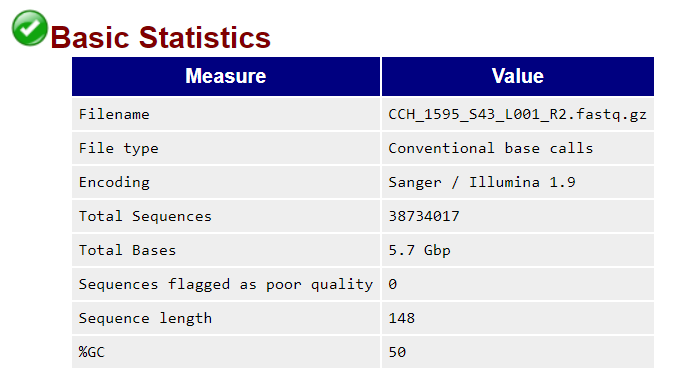 Basic Statistics
Measure Value
Filename CCH_1595_S43_L001_R2.fastq.gz
File type Conventional base calls
Encoding Sanger / Illumina 1.9
Total Sequences 38734017
Total Bases 5.7 Gbp
Sequences flagged as poor quality 0
Sequence length 148
%GC 50